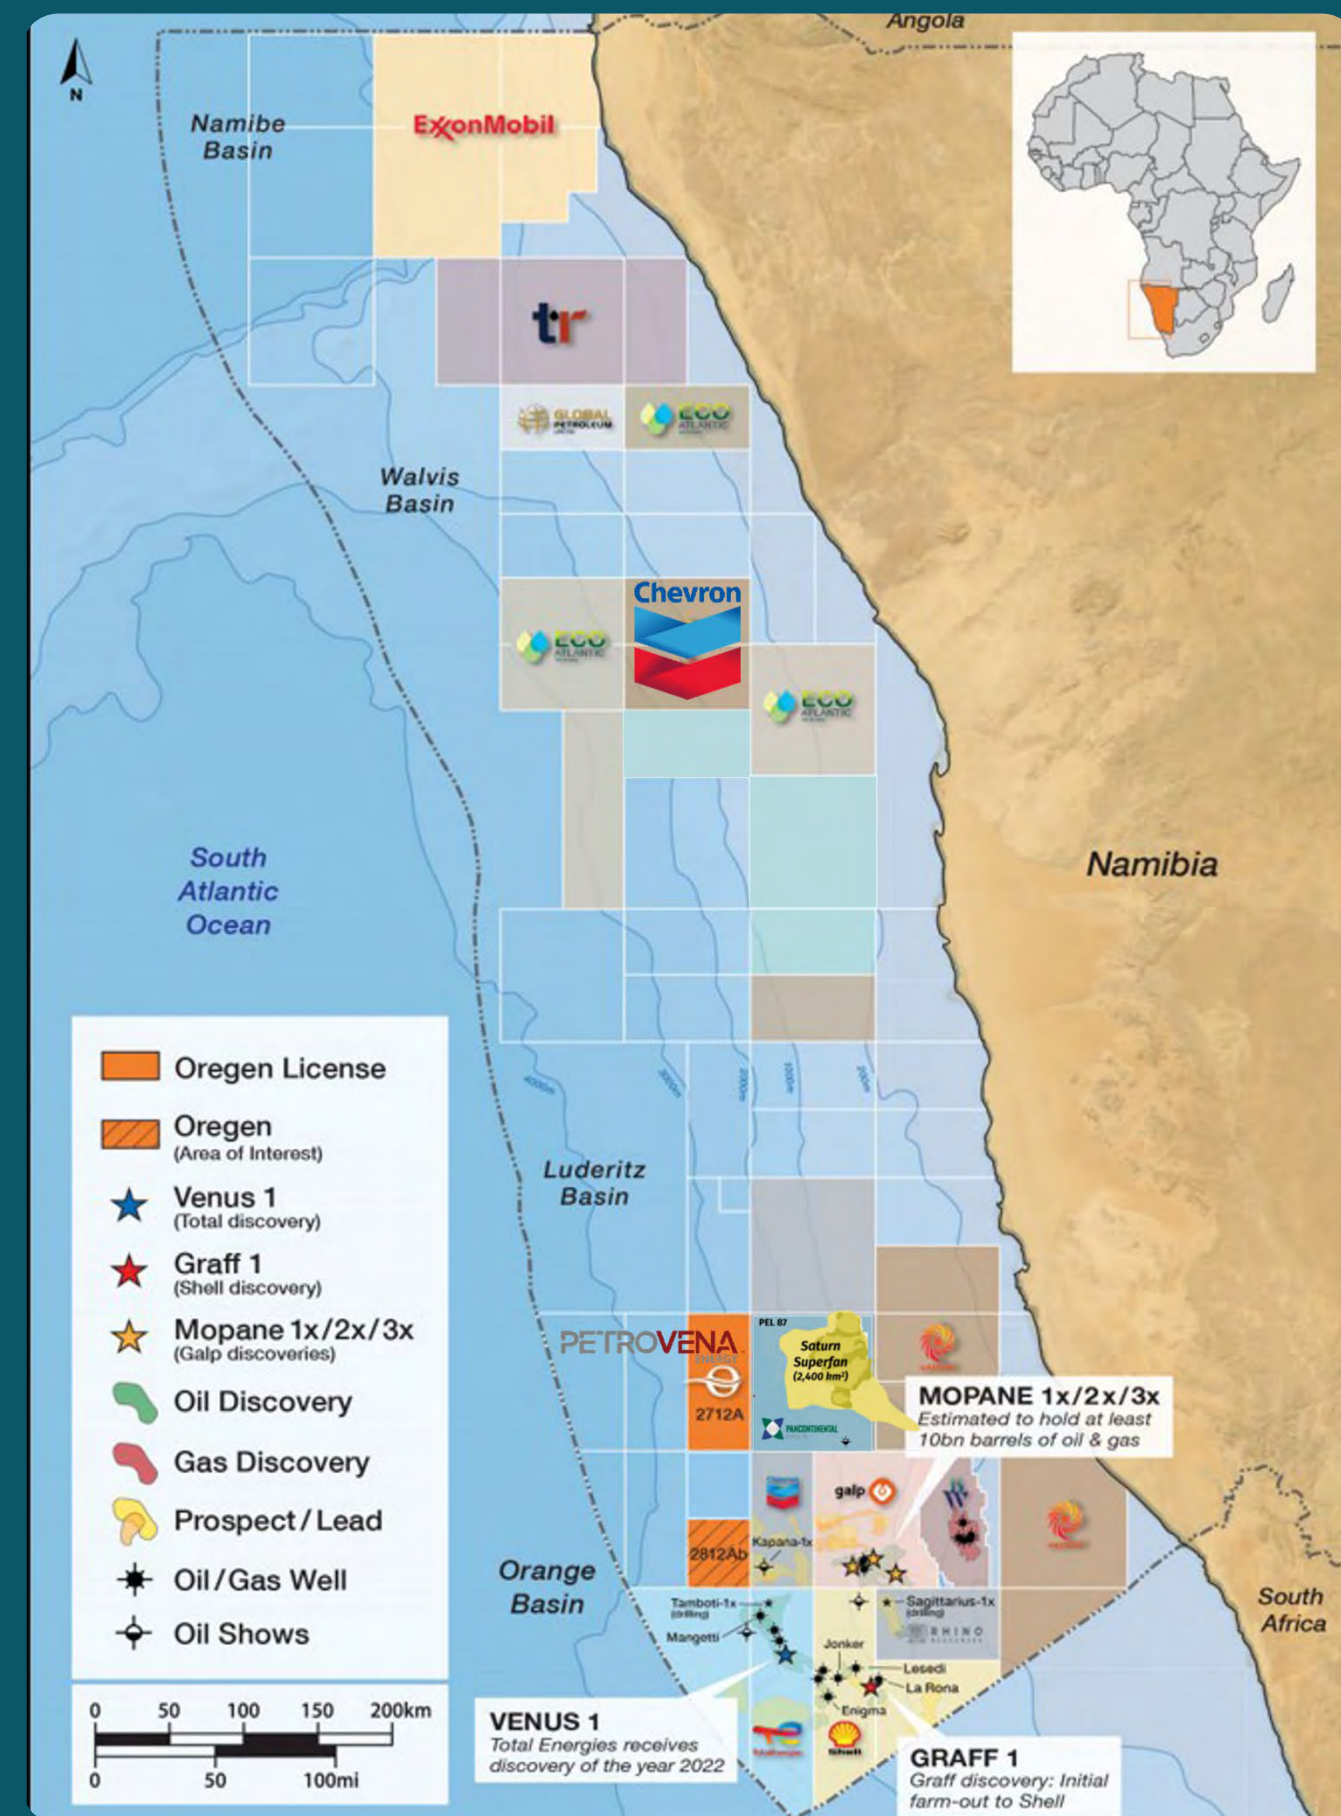 Angola
N
Namibe
Basin
ExxonMobil
tr
GLOBAL
PETROLEUM
ECO
ATLANTIC
Walvis
Basin
Chevron
ECO
ATLANTIC
ECO
ATLANTIC
South
Atlantic
Ocean
Namibia
4000m
3000m
2000m
1000m
200m
Luderitz
Basin
PETROVENA
ENERGY
2712A
PEL 87
Saturn
Superfan
(2,400 km²)
PANCONTINENTAL
MOPANE 1x/2x/3x
Estimated to hold at least
10bn barrels of oil & gas
Chevron
galp
Kapana-1x
2812Ab
Orange
Basin
South
Africa
Tamboti-1x
(drilling)
Mangetti
Sagittarius-1x
(drilling)
RHINO
RESOURCES
Jonker
Lesedi
La Rona
Enigma
Shell
VENUS 1
Total Energies receives
discovery of the year 2022
GRAFF 1
Graff discovery: Initial
farm-out to Shell
Oregen License
Oregen
(Area of Interest)
Venus 1
(Total discovery)
Graff 1
(Shell discovery)
Mopane 1x/2x/3x
(Galp discoveries)
Oil Discovery
Gas Discovery
Prospect/Lead
Oil/Gas Well
Oil Shows
0 50 100 150 200km
0 50 100mi